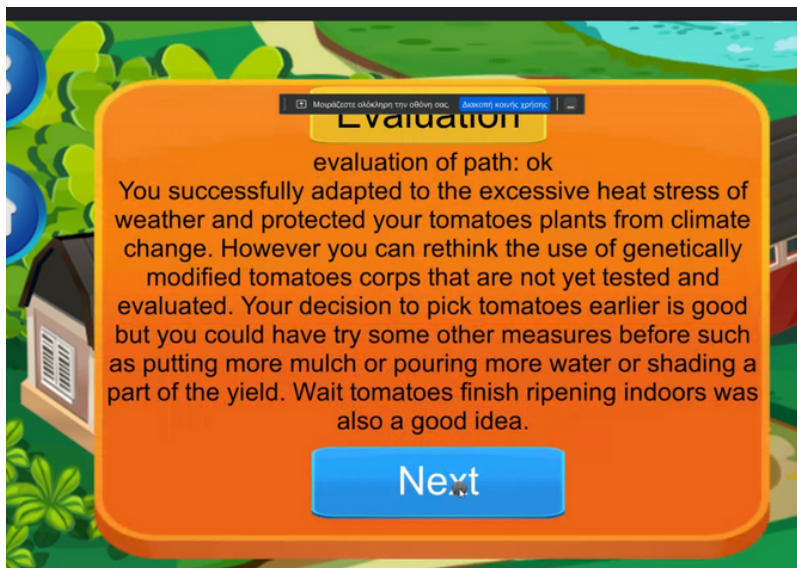 Μοιράζεστε ολόκληρη την οθόνη σας. Διακοπή κοινής χρήσης
Evaluation
evaluation of path: ok
You successfully adapted to the excessive heat stress of
weather and protected your tomatoes plants from climate
change. However you can rethink the use of genetically
modified tomatoes corps that are not yet tested and
evaluated. Your decision to pick tomatoes earlier is good
but you could have try some other measures before such
as putting more mulch or pouring more water or shading a
part of the yield. Wait tomatoes finish ripening indoors was
also a good idea.
Next